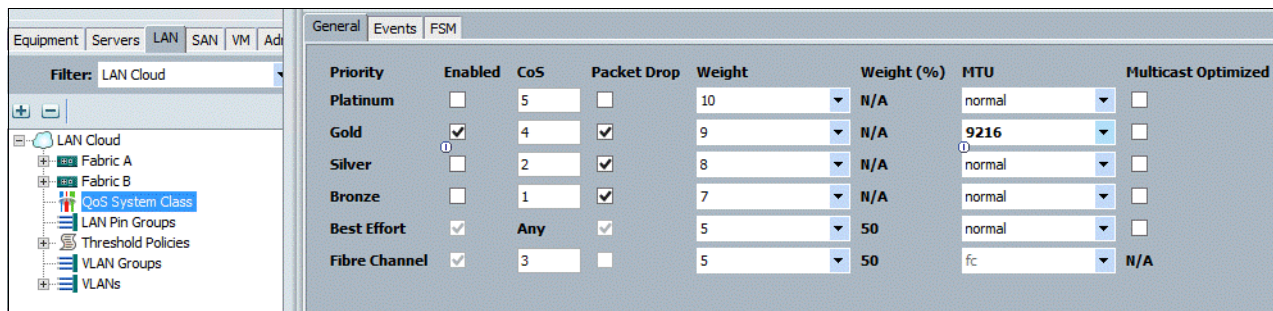 Equipment Servers LAN SAN VM
Filter: LAN Cloud
LAN Cloud
Fabric A
Fabric B
QoS System Class
LAN Pin Groups
Threshold Policies
VLAN Groups
VLANs
General Events FSM
Priority Enabled CoS Packet Drop Weight Weight (%) MTU Multicast Optimized
Platinum 5 10 N/A normal
Gold 4 9 N/A 9216
Silver 2 8 N/A normal
Bronze 1 7 N/A normal
Best Effort Any 5 50 normal
Fibre Channel 3 5 50 fc N/A